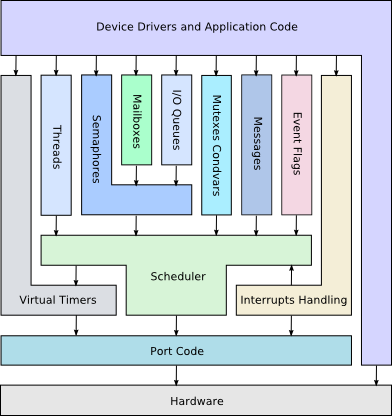 Device Drivers and Application Code
Threads
Semaphores
Mailboxes
I/O Queues
Mutexes
Condvars
Messages
Event Flags
Scheduler
Virtual Timers
Interrupts Handling
Port Code
Hardware